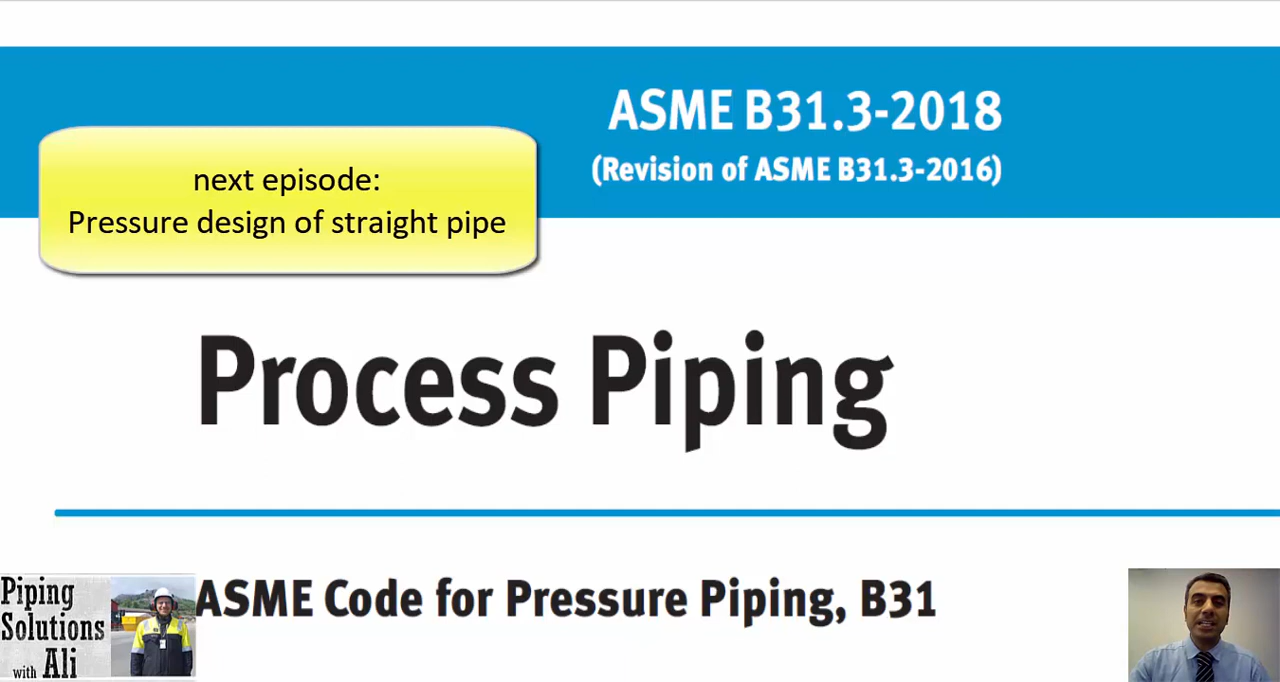 ASME B31.3-2018
(Revision of ASME B31.3-2016)
next episode:
Pressure design of straight pipe
Process Piping
ASME Code for Pressure Piping, B31
Piping
Solutions
with Ali